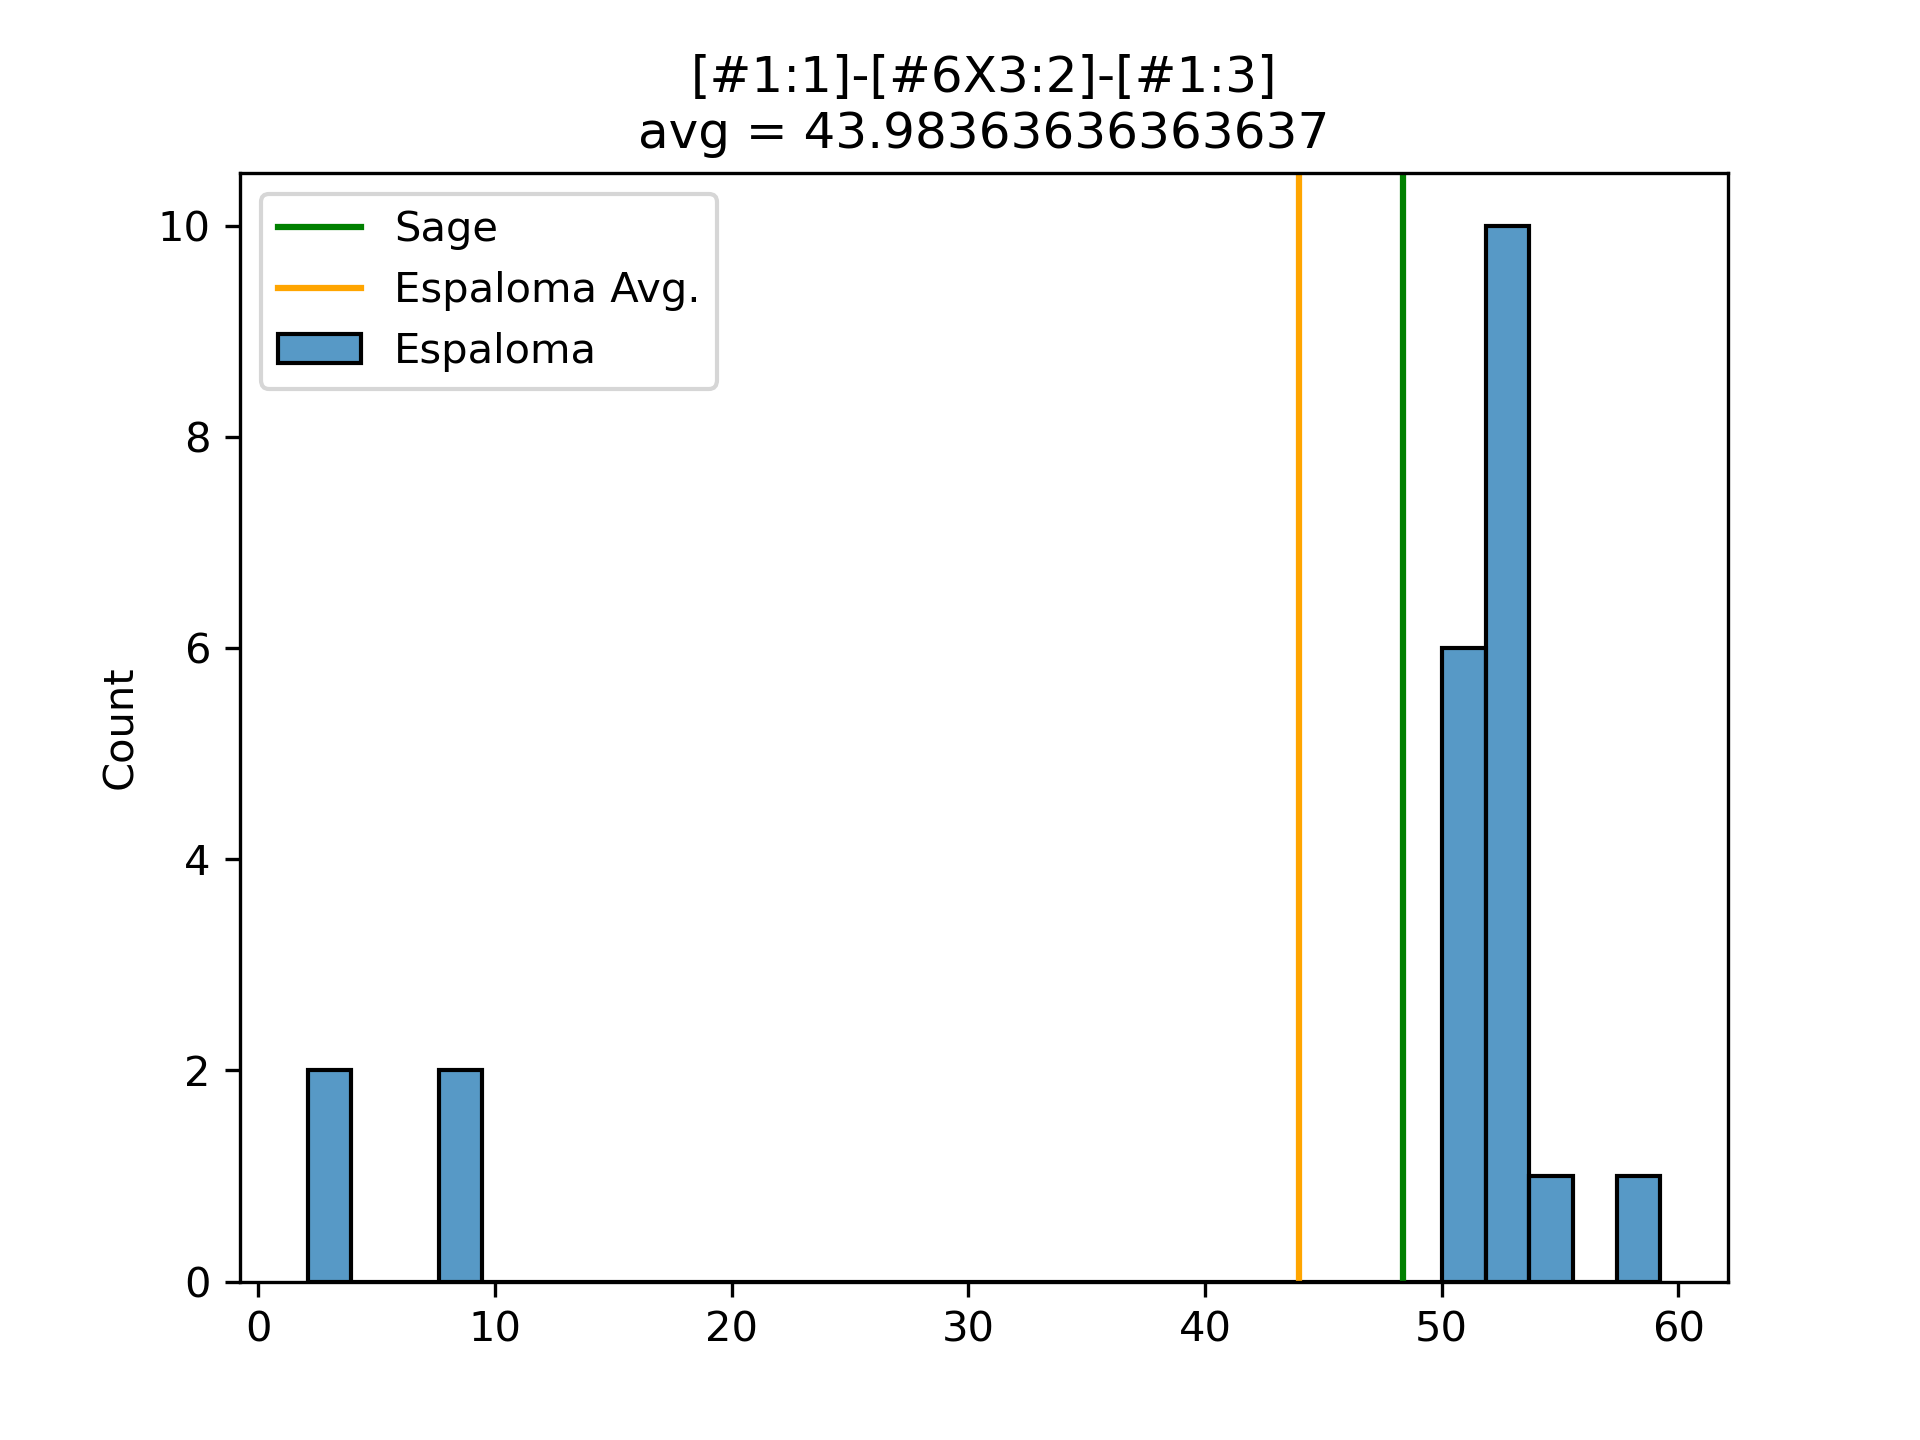 [#1:1]-[#6X3:2]-[#1:3]
avg = 43.98363636363637
Sage
Espaloma Avg.
Espaloma
Count
10
8
6
4
2
0
0 10 20 30 40 50 60